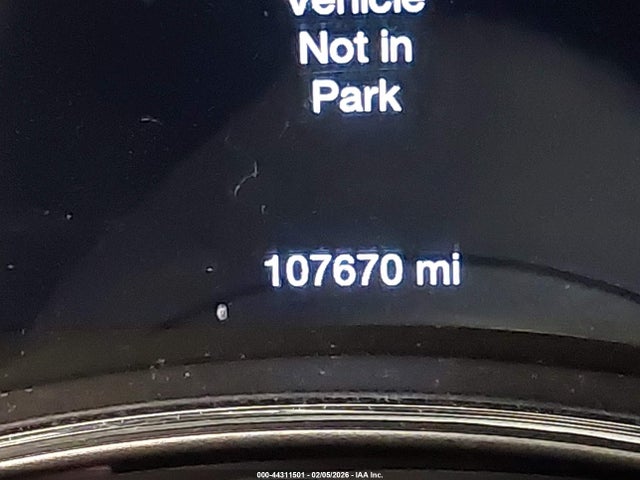 Vehicle
Not in
Park
107670 mi
000-44311501 - 02/05/2026 - IAA Inc.